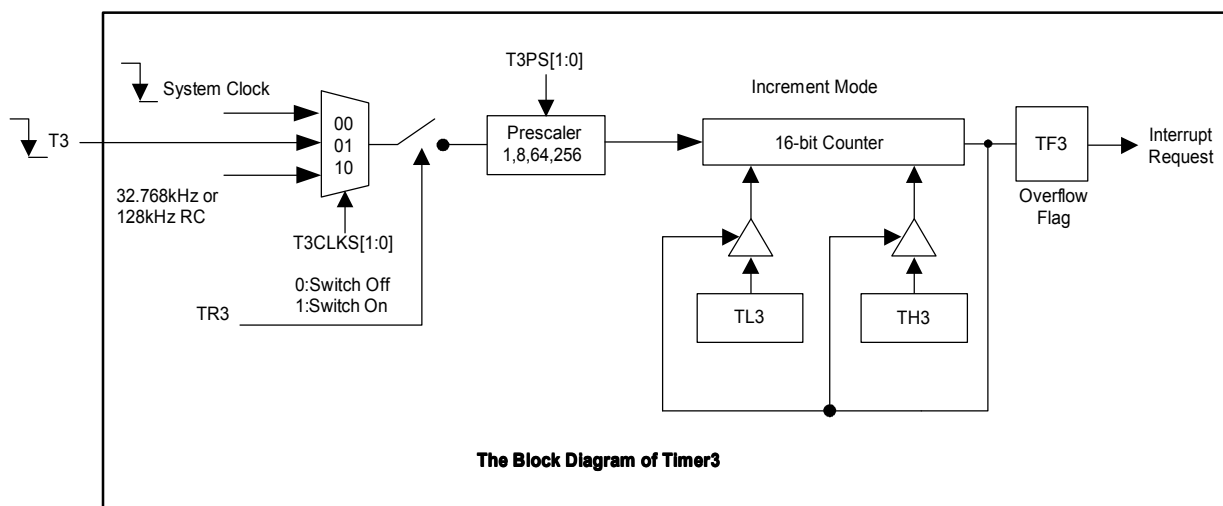 T3PS[1:0]
System Clock
Increment Mode
T3
00
01
10
Prescaler
1,8,64,256
16-bit Counter
TF3
Interrupt
Request
32.768kHz or
128kHz RC
Overflow
Flag
T3CLKS[1:0]
0:Switch Off
1:Switch On
TR3
TL3
TH3
The Block Diagram of Timer3